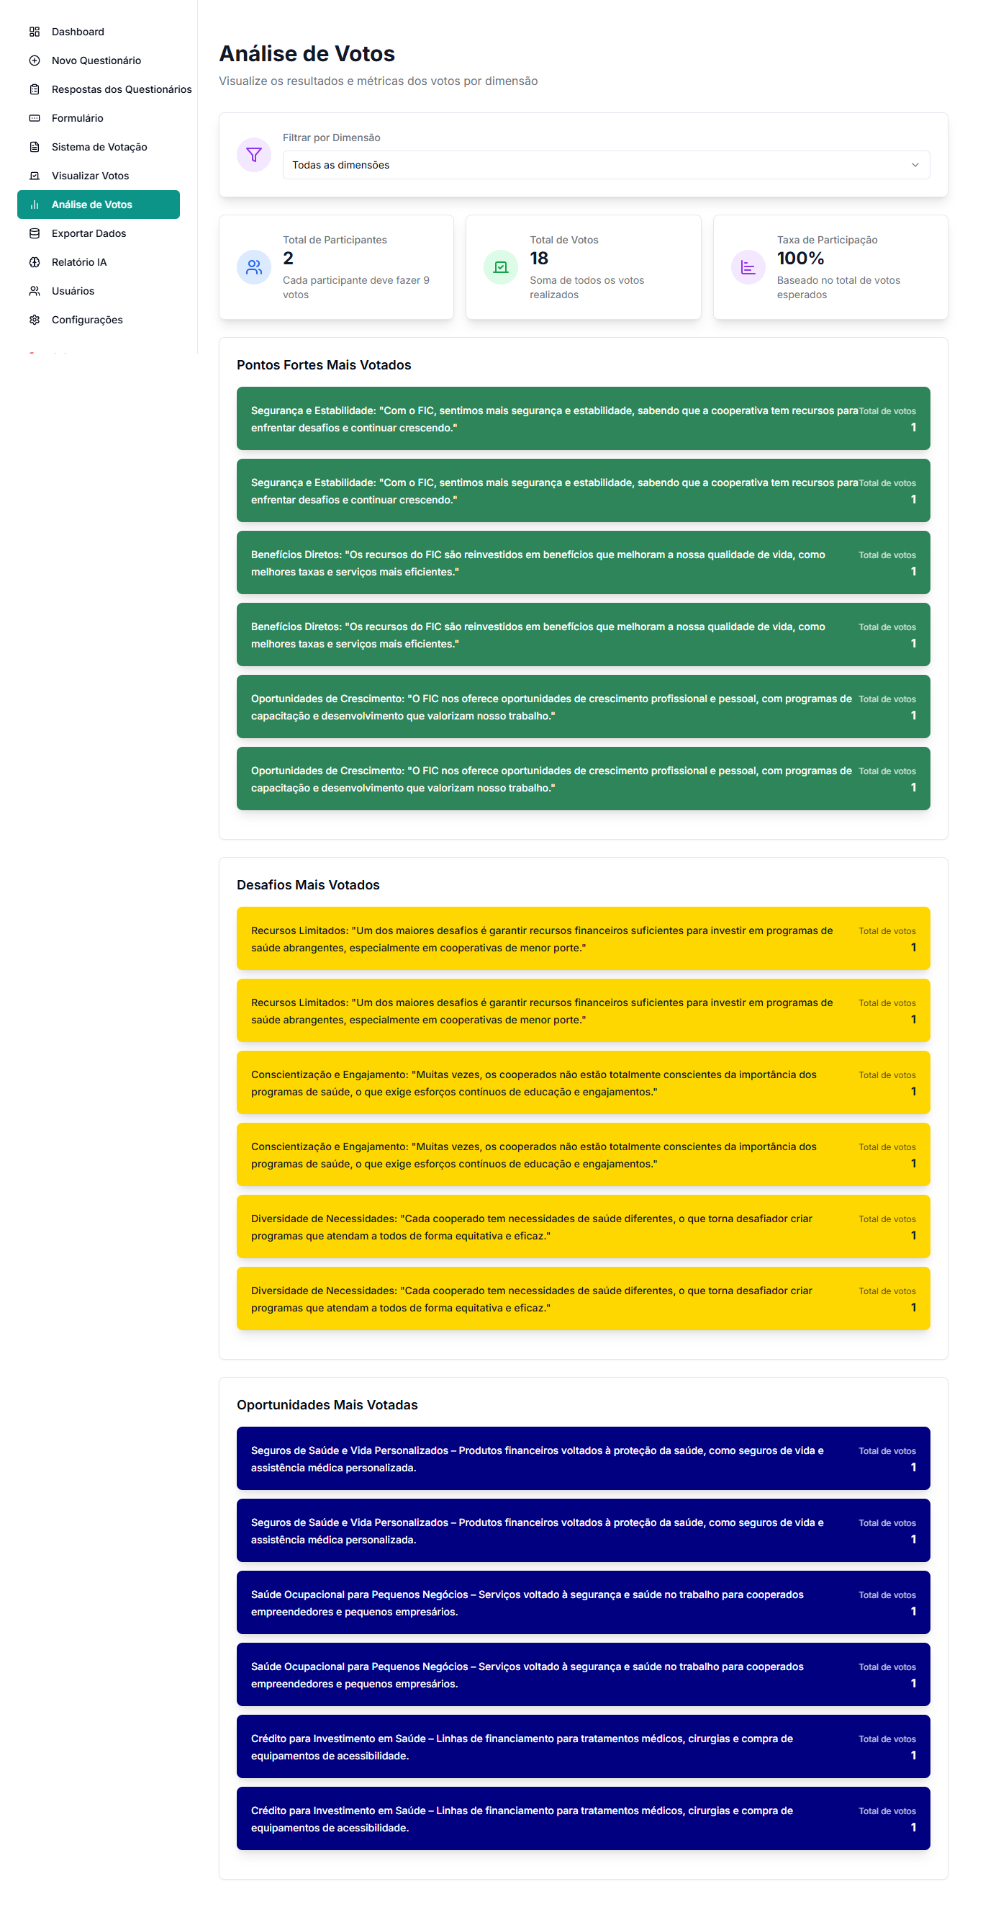 Dashboard
Novo Questionário
Respostas dos Questionários
Formulário
Sistema de Votação
Visualizar Votos
Análise de Votos
Exportar Dados
Relatório IA
Usuários
Configurações
Análise de Votos
Visualize os resultados e métricas dos votos por dimensão
Filtrar por Dimensão
Todas as dimensões
Total de Participantes
2
Cada participante deve fazer 9
votos
Total de Votos
18
Soma de todos os votos
realizados
Taxa de Participação
100%
Baseado no total de votos
esperados
Pontos Fortes Mais Votados
Segurança e Estabilidade: "Com o FIC, sentimos mais segurança e estabilidade, sabendo que a cooperativa tem recursos para
enfrentar desafios e continuar crescendo."
Total de votos
1
Segurança e Estabilidade: "Com o FIC, sentimos mais segurança e estabilidade, sabendo que a cooperativa tem recursos para
enfrentar desafios e continuar crescendo."
Total de votos
1
Benefícios Diretos: "Os recursos do FIC são reinvestidos em benefícios que melhoram a nossa qualidade de vida, como
melhores taxas e serviços mais eficientes."
Total de votos
1
Benefícios Diretos: "Os recursos do FIC são reinvestidos em benefícios que melhoram a nossa qualidade de vida, como
melhores taxas e serviços mais eficientes."
Total de votos
1
Oportunidades de Crescimento: "O FIC nos oferece oportunidades de crescimento profissional e pessoal, com programas de
capacitação e desenvolvimento que valorizam nosso trabalho."
Total de votos
1
Oportunidades de Crescimento: "O FIC nos oferece oportunidades de crescimento profissional e pessoal, com programas de
capacitação e desenvolvimento que valorizam nosso trabalho."
Total de votos
1
Desafios Mais Votados
Recursos Limitados: "Um dos maiores desafios é garantir recursos financeiros suficientes para investir em programas de
saúde abrangentes, especialmente em cooperativas de menor porte."
Total de votos
1
Recursos Limitados: "Um dos maiores desafios é garantir recursos financeiros suficientes para investir em programas de
saúde abrangentes, especialmente em cooperativas de menor porte."
Total de votos
1
Conscientização e Engajamento: "Muitas vezes, os cooperados não estão totalmente conscientes da importância dos
programas de saúde, o que exige esforços contínuos de educação e engajamentos."
Total de votos
1
Conscientização e Engajamento: "Muitas vezes, os cooperados não estão totalmente conscientes da importância dos
programas de saúde, o que exige esforços contínuos de educação e engajamentos."
Total de votos
1
Diversidade de Necessidades: "Cada cooperado tem necessidades de saúde diferentes, o que torna desafiador criar
programas que atendam a todos de forma equitativa e eficaz."
Total de votos
1
Diversidade de Necessidades: "Cada cooperado tem necessidades de saúde diferentes, o que torna desafiador criar
programas que atendam a todos de forma equitativa e eficaz."
Total de votos
1
Oportunidades Mais Votadas
Seguros de Saúde e Vida Personalizados – Produtos financeiros voltados à proteção da saúde, como seguros de vida e
assistência médica personalizada.
Total de votos
1
Seguros de Saúde e Vida Personalizados – Produtos financeiros voltados à proteção da saúde, como seguros de vida e
assistência médica personalizada.
Total de votos
1
Saúde Ocupacional para Pequenos Negócios – Serviços voltado à segurança e saúde no trabalho para cooperados
empreendedores e pequenos empresários.
Total de votos
1
Saúde Ocupacional para Pequenos Negócios – Serviços voltado à segurança e saúde no trabalho para cooperados
empreendedores e pequenos empresários.
Total de votos
1
Crédito para Investimento em Saúde – Linhas de financiamento para tratamentos médicos, cirurgias e compra de
equipamentos de acessibilidade.
Total de votos
1
Crédito para Investimento em Saúde – Linhas de financiamento para tratamentos médicos, cirurgias e compra de
equipamentos de acessibilidade.
Total de votos
1